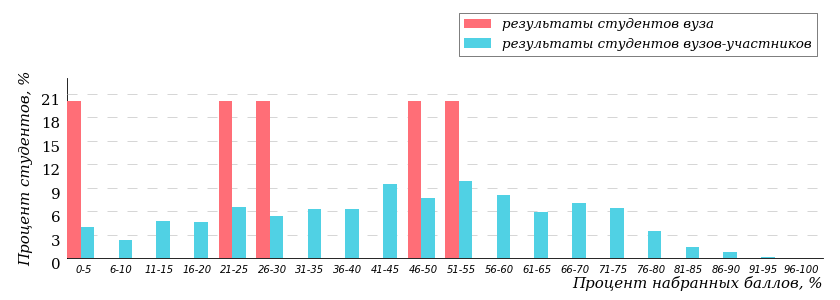 результаты студентов вуза
результаты студентов вузов-участников
Процент студентов, %
21
18
15
12
9
6
3
0
0-5 6-10 11-15 16-20 21-25 26-30 31-35 36-40 41-45 46-50 51-55 56-60 61-65 66-70 71-75 76-80 81-85 86-90 91-95 96-100
Процент набранных баллов, %